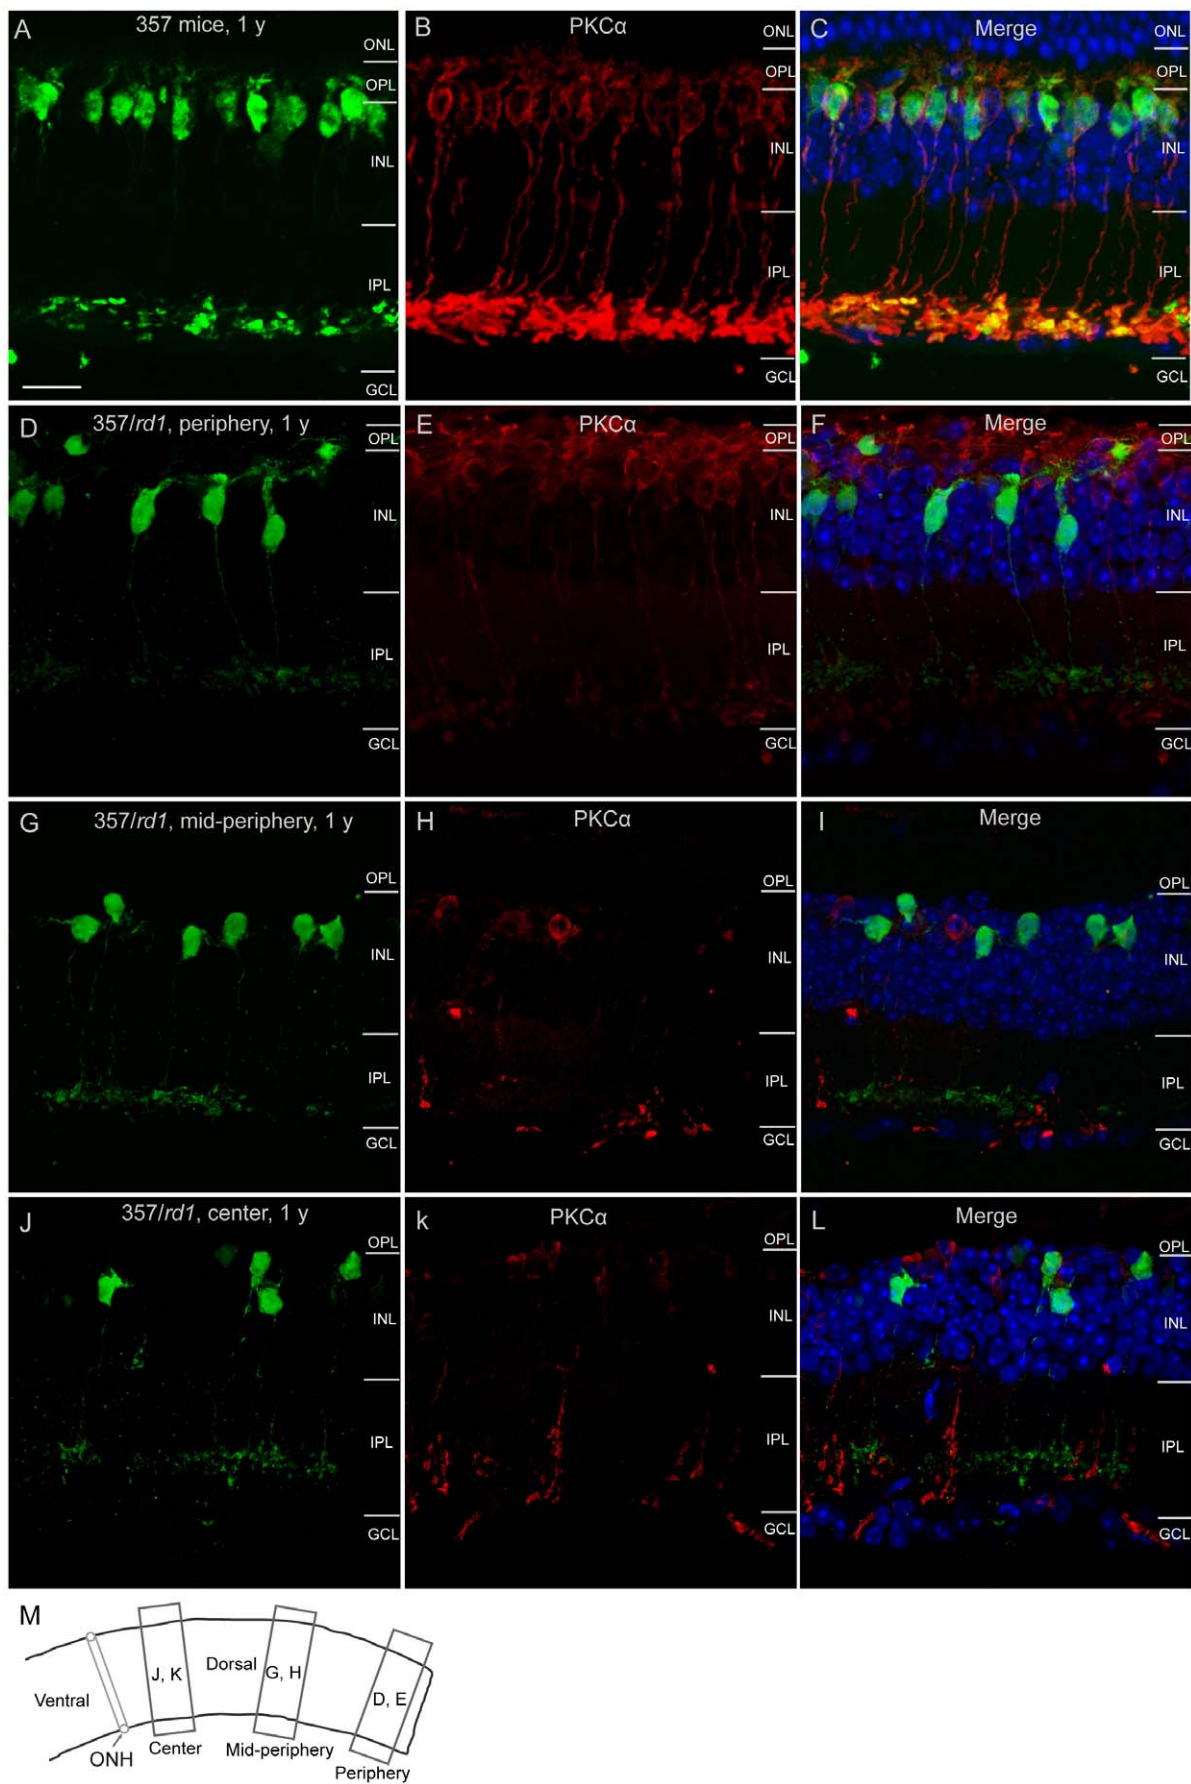 A 357 mice, 1 y ONL OPL INL IPL GCL
B PKCα ONL OPL INL IPL GCL
C Merge ONL OPL INL IPL GCL
D 357/rd1, periphery, 1 y OPL INL IPL GCL
E PKCα OPL INL IPL GCL
F Merge OPL INL IPL GCL
G 357/rd1, mid-periphery, 1 y OPL INL IPL GCL
H PKCα OPL INL IPL GCL
I Merge OPL INL IPL GCL
J 357/rd1, center, 1 y OPL INL IPL GCL
k PKCα OPL INL IPL GCL
L Merge OPL INL IPL GCL
M
Ventral
J, K
Dorsal
G, H
D, E
ONH
Center
Mid-periphery
Periphery